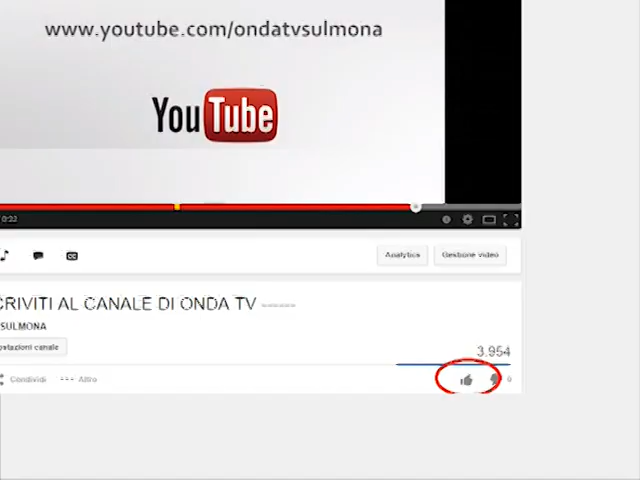 www.youtube.com/ondatvsulmona
YouTube
0:22
Analytics
Gestione video
CRIVITI AL CANALE DI ONDA TV
SULMONA
ostazioni canale
3.954
Condividi
Altro
0